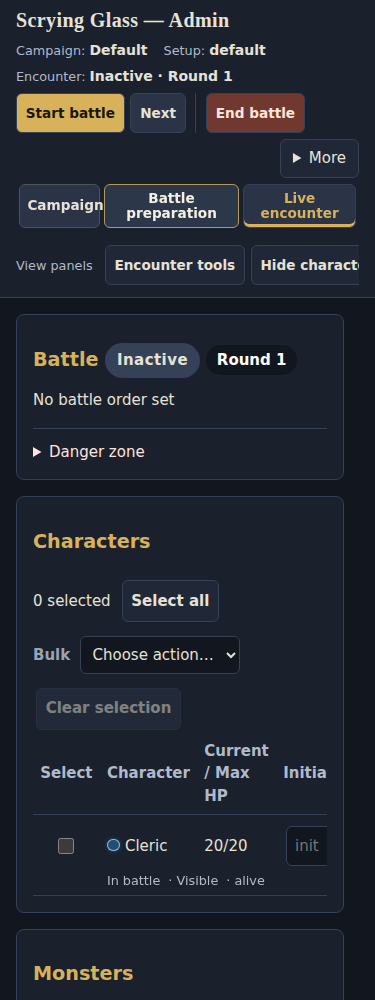 Scrying Glass — Admin
Campaign: Default Setup: default
Encounter: Inactive · Round 1
Start battle Next End battle
▶ More
Campaign Battle preparation Live encounter
View panels Encounter tools Hide charact
Battle Inactive Round 1
No battle order set
▶ Danger zone
Characters
0 selected Select all
Bulk Choose action...
Clear selection
Select Character Current / Max HP Initia
Cleric 20/20 init
In battle · Visible · alive
Monsters